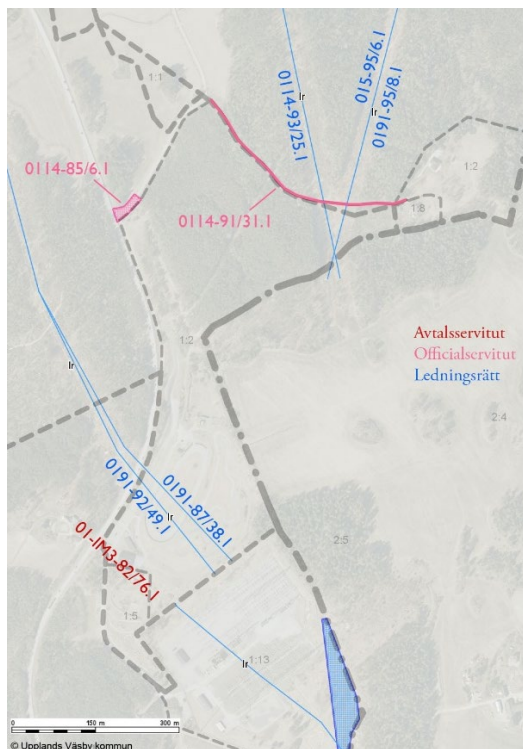 1:1
lr
0114-93/25.1
015-95/6.1
lr
0191-95/8.1
0114-85/6.1
1:2
0114-91/31.1
1:8
Avtalsservitut
Officialservitut
Ledningsrätt
1:2
lr
2:4
0191-92/49.1
0191-87/38.1
lr
01-IM3-82/76.1
2:5
1:5
1:13
lr
0 150 m 300 m
© Upplands Väsby kommun